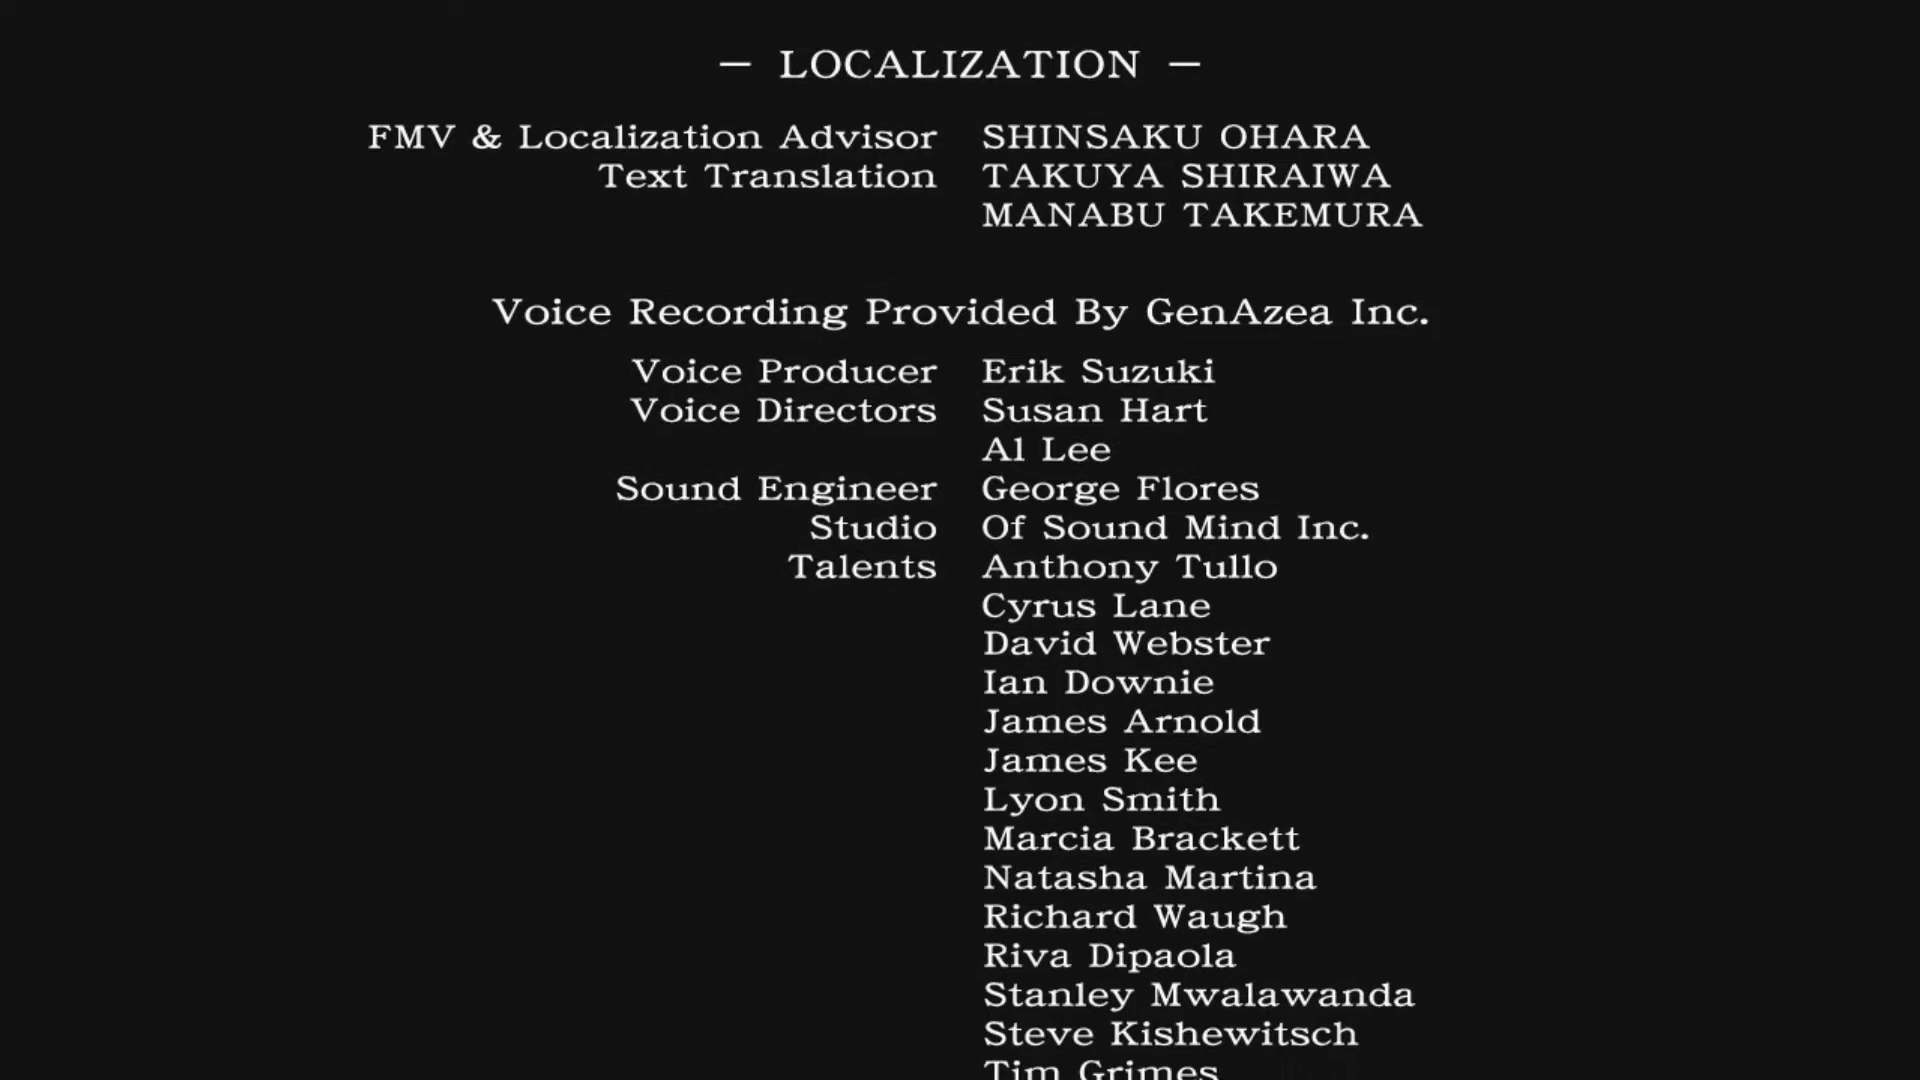 — LOCALIZATION —
FMV & Localization Advisor SHINSAKU OHARA
Text Translation TAKUYA SHIRAIWA
MANABU TAKEMURA
Voice Recording Provided By GenAzea Inc.
Voice Producer Erik Suzuki
Voice Directors Susan Hart
Al Lee
Sound Engineer George Flores
Studio Of Sound Mind Inc.
Talents Anthony Tullo
Cyrus Lane
David Webster
Ian Downie
James Arnold
James Kee
Lyon Smith
Marcia Brackett
Natasha Martina
Richard Waugh
Riva Dipaola
Stanley Mwalawanda
Steve Kishewitsch
Tim Grimes